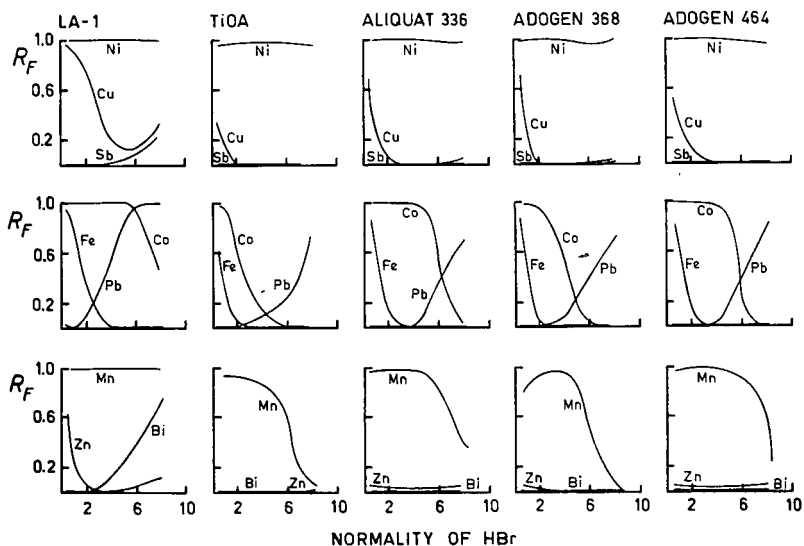 LA-1 TiOA ALIQUAT 336 ADOGEN 368 ADOGEN 464
RF 1.0 0.6 0.2
Ni Cu Sb
Ni Cu Sb
Ni Cu Sb
Ni Cu Sb
Ni Cu Sb
RF 1.0 0.6 0.2
Fe Pb Co
Co Fe Pb
Co Fe Pb
Co Fe Pb
Co Fe Pb
RF 1.0 0.6 0.2
Mn Zn Bi
Mn Bi Zn
Mn Zn Bi
Mn Zn Bi
Mn Zn Bi
2 6 10 2 6 10 2 6 10 2 6 10 2 6 10
NORMALITY OF HBr